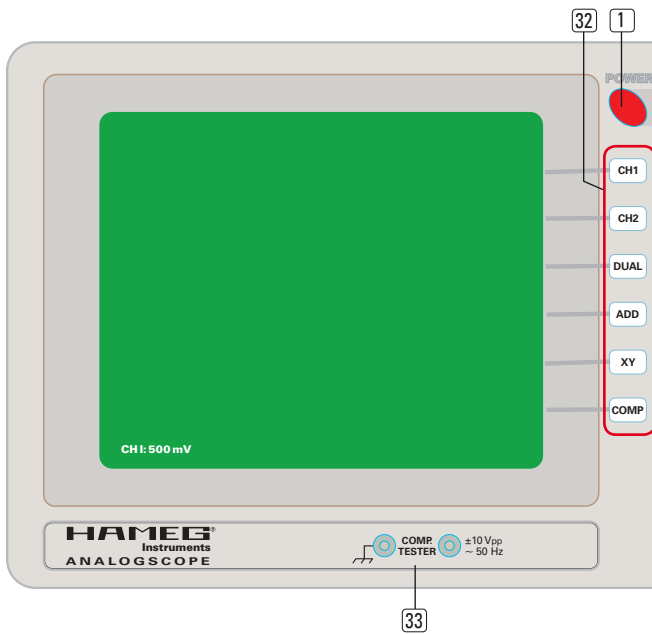 32 1
POWER
CH1
CH2
DUAL
ADD
XY
COMP
CH I: 500 mV
HAMEG®
Instruments
ANALOGSCOPE
COMP.
TESTER
±10 Vpp
~ 50 Hz
33